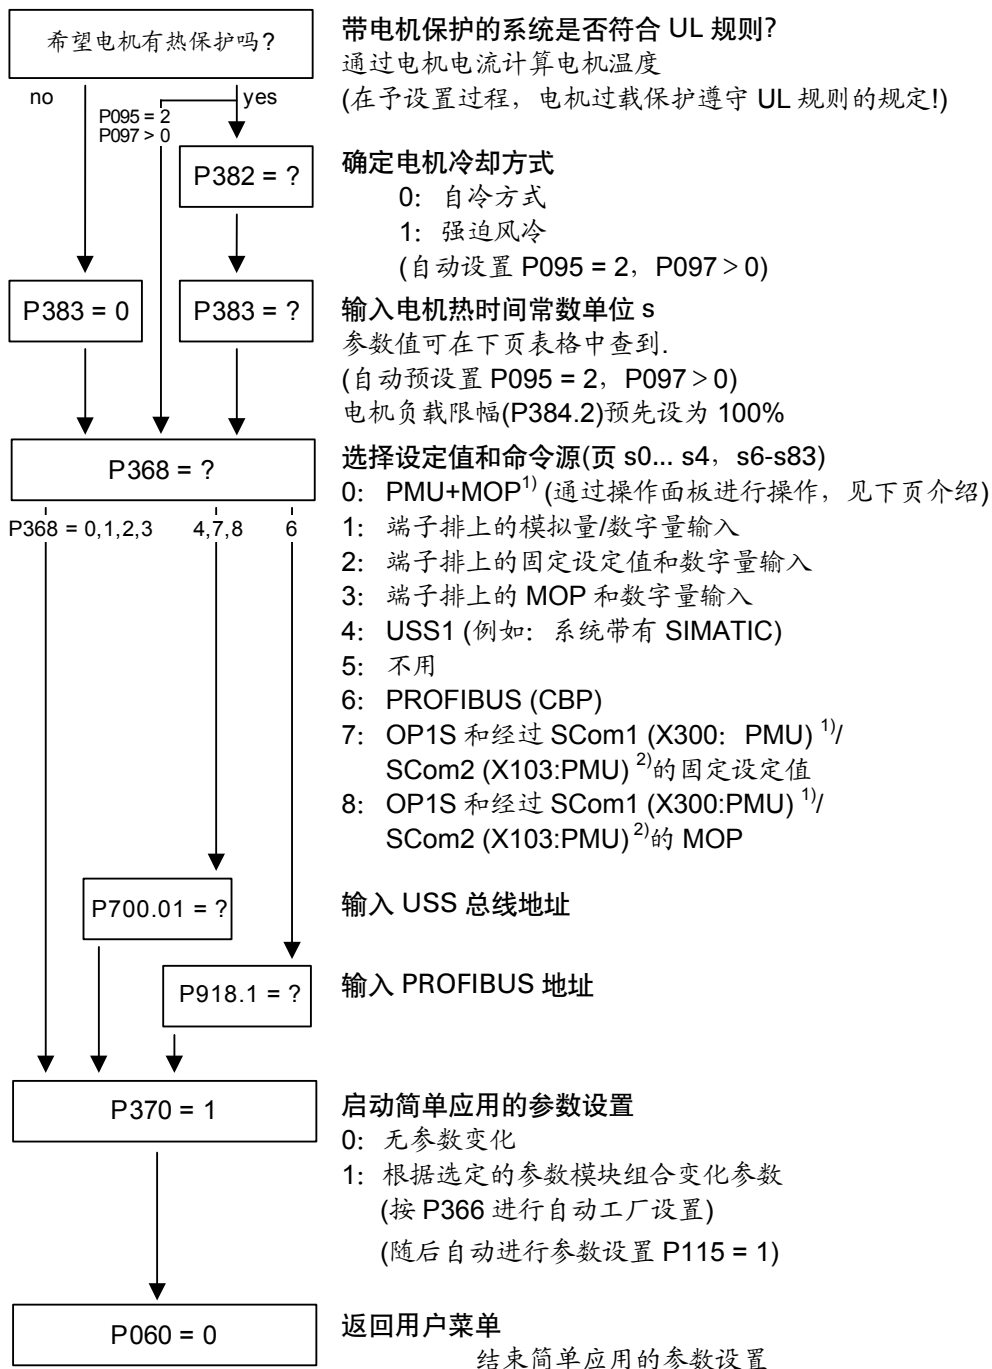 希望电机有热保护吗?
带电机保护的系统是否符合 UL 规则?
通过电机电流计算电机温度
(在予设置过程，电机过载保护遵守 UL 规则的规定!)
no
P095 = 2
P097 > 0
yes
P382 = ?
确定电机冷却方式
0: 自冷方式
1: 强迫风冷
(自动设置 P095 = 2，P097＞0)
P383 = 0
P383 = ?
输入电机热时间常数单位 s
参数值可在下页表格中查到.
(自动预设置 P095 = 2，P097＞0)
电机负载限幅(P384.2)预先设为 100%
P368 = ?
选择设定值和命令源(页 s0... s4，s6-s83)
0: PMU+MOP1) (通过操作面板进行操作，见下页介绍)
P368 = 0,1,2,3
4,7,8
6
1: 端子排上的模拟量/数字量输入
2: 端子排上的固定设定值和数字量输入
3: 端子排上的 MOP 和数字量输入
4: USS1 (例如: 系统带有 SIMATIC)
5: 不用
6: PROFIBUS (CBP)
7: OP1S 和经过 SCom1 (X300: PMU) 1)/
SCom2 (X103:PMU) 2)的固定设定值
8: OP1S 和经过 SCom1 (X300:PMU) 1)/
SCom2 (X103:PMU) 2)的 MOP
P700.01 = ?
输入 USS 总线地址
P918.1 = ?
输入 PROFIBUS 地址
P370 = 1
启动简单应用的参数设置
0: 无参数变化
1: 根据选定的参数模块组合变化参数
(按 P366 进行自动工厂设置)
(随后自动进行参数设置 P115 = 1)
P060 = 0
返回用户菜单
结束简单应用的参数设置